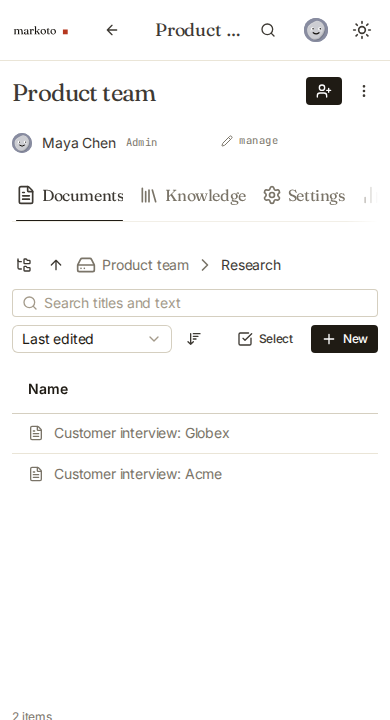 markoto
Product ...
Product team
Maya Chen Admin
manage
Documents Knowledge Settings
Product team > Research
Search titles and text
Last edited
Select
New
Name
Customer interview: Globex
Customer interview: Acme
2 items